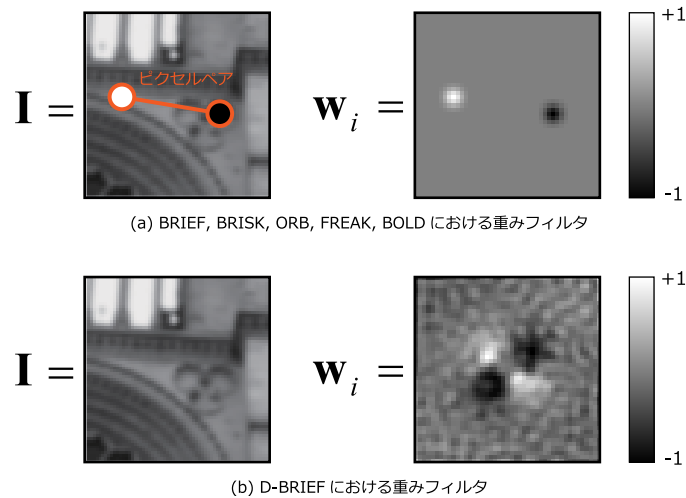 ピクセルペア
I =
w i =
+1
-1
(a) BRIEF, BRISK, ORB, FREAK, BOLD における重みフィルタ
I =
w i =
+1
-1
(b) D-BRIEF における重みフィルタ